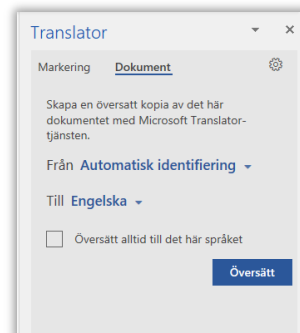 Translator
Markering Dokument
Skapa en översatt kopia av det här
dokumentet med Microsoft Translator-
tjänsten.
Från Automatisk identifiering
Till Engelska
Översätt alltid till det här språket
Översätt